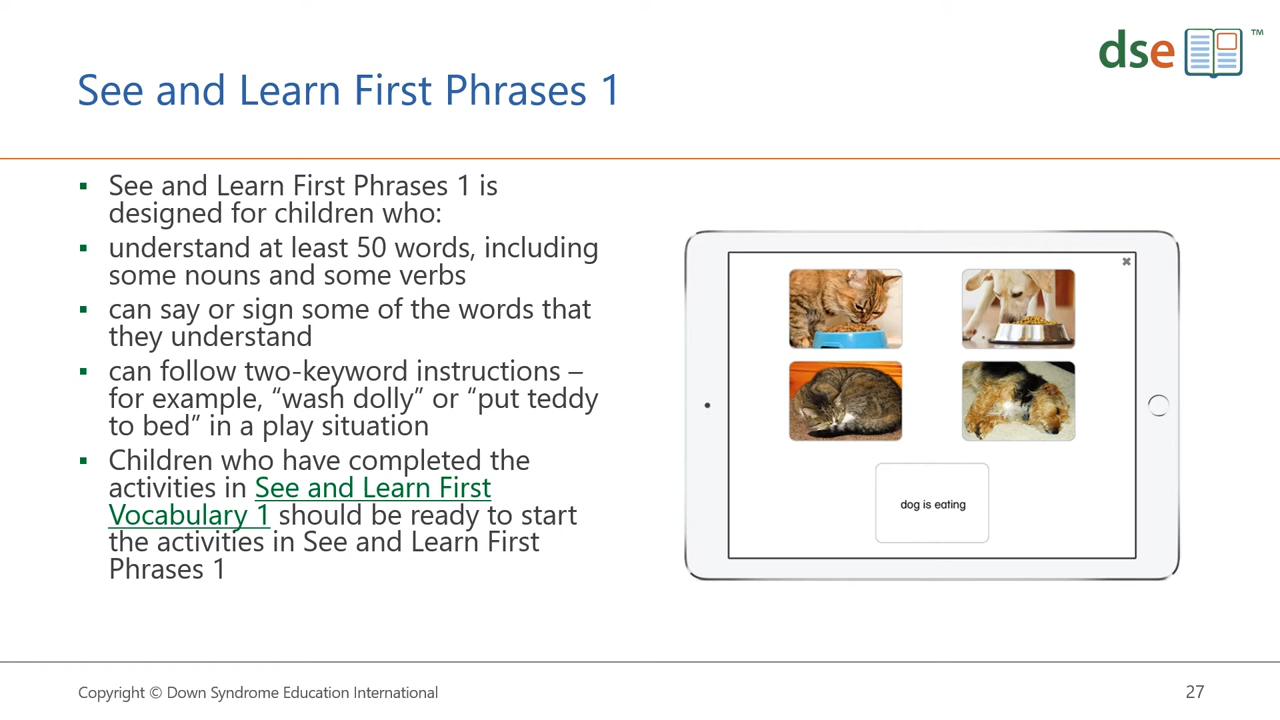 dse ™
See and Learn First Phrases 1
▪ See and Learn First Phrases 1 is
designed for children who:
▪ understand at least 50 words, including
some nouns and some verbs
▪ can say or sign some of the words that
they understand
▪ can follow two-keyword instructions –
for example, “wash dolly” or “put teddy
to bed” in a play situation
▪ Children who have completed the
activities in See and Learn First
Vocabulary 1 should be ready to start
the activities in See and Learn First
Phrases 1
dog is eating
Copyright © Down Syndrome Education International
27